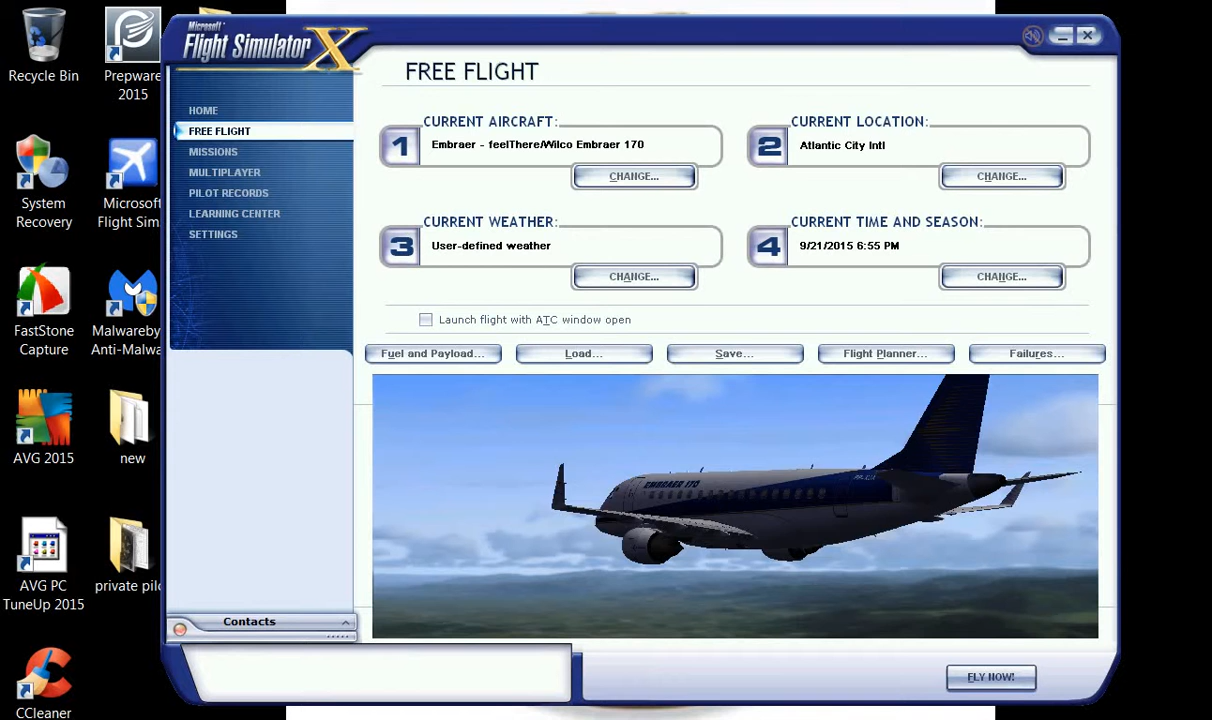 Recycle Bin
Prepware
2015
System
Recovery
Microsof
Flight Sim
FastStone
Capture
Malwareby
Anti-Malwa
AVG 2015
new
AVG PC
TuneUp 2015
private pilo
CCleaner
Microsoft
Flight Simulator X
HOME
FREE FLIGHT
MISSIONS
MULTIPLAYER
PILOT RECORDS
LEARNING CENTER
SETTINGS
Contacts
FREE FLIGHT
1
CURRENT AIRCRAFT:
Embraer - feelThere/Wilco Embraer 170
CHANGE...
2
CURRENT LOCATION:
Atlantic City Intl
CHANGE...
3
CURRENT WEATHER:
User-defined weather
CHANGE...
4
CURRENT TIME AND SEASON:
9/21/2015 6:55 PM
CHANGE...
Launch flight with ATC window open
Fuel and Payload...
Load...
Save...
Flight Planner...
Failures...
EMBRAER 170
FLY NOW!